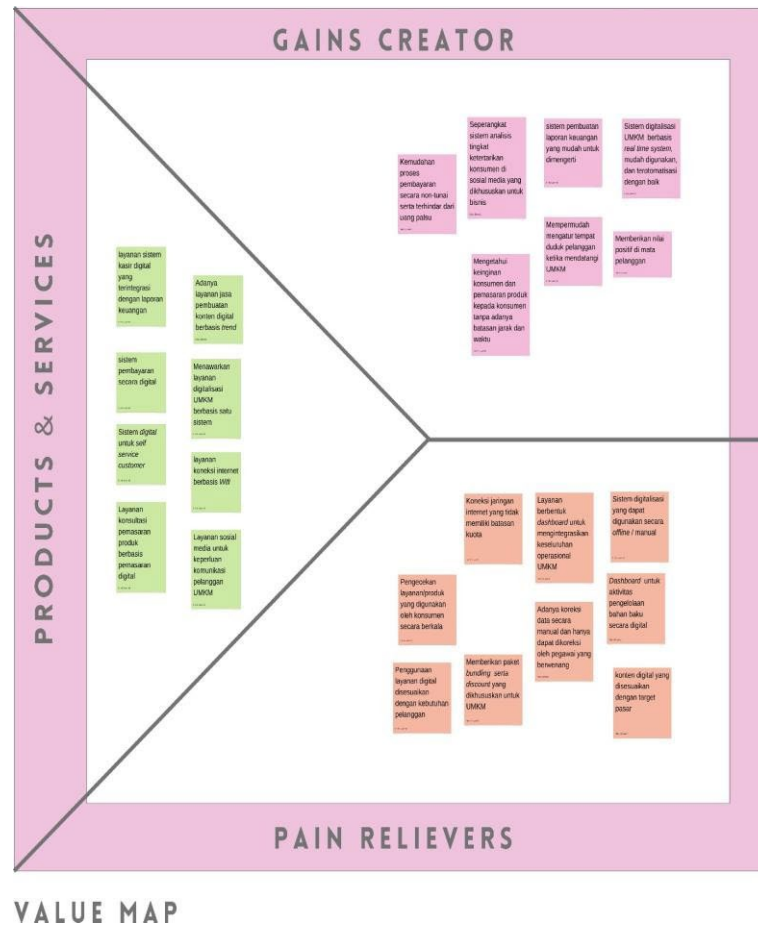 GAINS CREATOR
Kemudahan
proses
pembayaran
secara non-tunai
serta terhindar dari
uang palsu
Seperangkat
sistem analisis
tingkat
ketertarikan
konsumen di
sosial media yang
dikhususkan untuk
bisnis
sistem pembuatan
laporan keuangan
yang mudah untuk
dimengerti
Sistem digitalisasi
UMKM berbasis
real time system,
mudah digunakan,
dan terotomatisasi
dengan baik
Mengetahui
keinginan
konsumen dan
pemasaran produk
kepada konsumen
tanpa adanya
batasan jarak dan
waktu
Mempermudah
mengatur tempat
duduk pelanggan
ketika mendatangi
UMKM
Memberikan nilai
positif di mata
pelanggan
PRODUCTS & SERVICES
layanan sistem
kasir digital
yang
terintegrasi
dengan laporan
keuangan
Adanya
layanan jasa
pembuatan
konten digital
berbasis trend
sistem
pembayaran
secara digital
Menawarkan
layanan
digitalisasi
UMKM
berbasis satu
sistem
Sistem digital
untuk self
service
customer
layanan
koneksi internet
berbasis Wifi
Layanan
konsultasi
pemasaran
produk
berbasis
pemasaran
digital
Layanan sosial
media untuk
keperluan
komunikasi
pelanggan
UMKM
Koneksi jaringan
internet yang tidak
memiliki batasan
kuota
Layanan
berbentuk
dashboard untuk
mengintegrasikan
keseluruhan
operasional
UMKM
Sistem digitalisasi
yang dapat
digunakan secara
offline / manual
Pengecekan
layanan/produk
yang digunakan
oleh konsumen
secara berkala
Adanya koreksi
data secara
manual dan hanya
dapat dikoreksi
oleh pegawai yang
berwenang
Dashboard untuk
aktivitas
pengelolaan
bahan baku
secara digital
Penggunaan
layanan digital
disesuaikan
dengan kebutuhan
pelanggan
Memberikan paket
bundling serta
discount yang
dikhususkan untuk
UMKM
konten digital yang
disesuaikan
dengan target
pasar
PAIN RELIEVERS
VALUE MAP